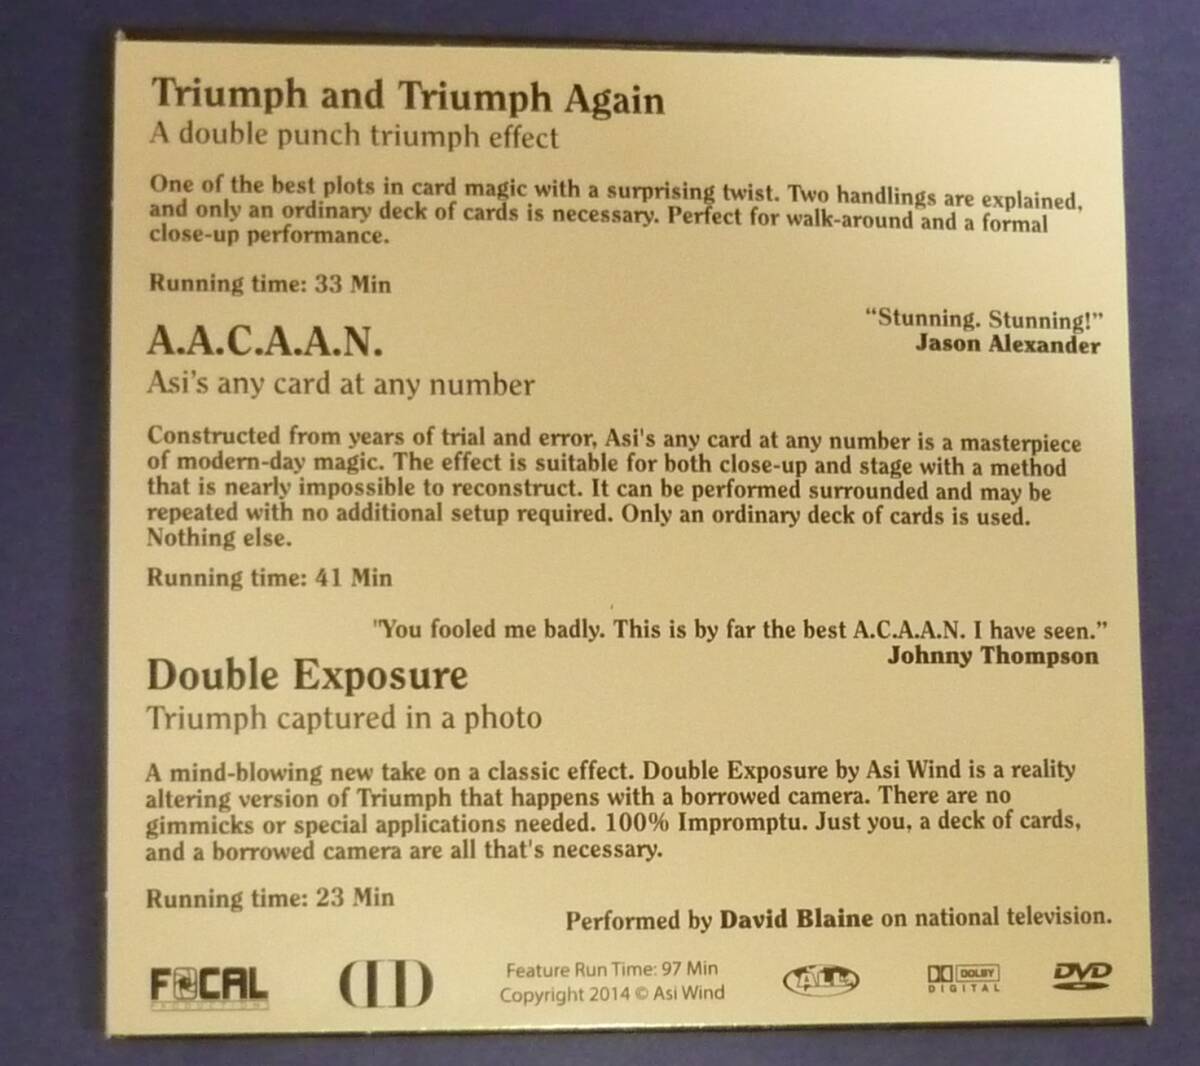 Triumph and Triumph Again
A double punch triumph effect
One of the best plots in card magic with a surprising twist. Two handlings are explained,
and only an ordinary deck of cards is necessary. Perfect for walk-around and a formal
close-up performance.
Running time: 33 Min
“Stunning. Stunning!”
Jason Alexander
A.A.C.A.A.N.
Asi’s any card at any number
Constructed from years of trial and error, Asi's any card at any number is a masterpiece
of modern-day magic. The effect is suitable for both close-up and stage with a method
that is nearly impossible to reconstruct. It can be performed surrounded and may be
repeated with no additional setup required. Only an ordinary deck of cards is used.
Nothing else.
Running time: 41 Min
"You fooled me badly. This is by far the best A.C.A.A.N. I have seen.”
Johnny Thompson
Double Exposure
Triumph captured in a photo
A mind-blowing new take on a classic effect. Double Exposure by Asi Wind is a reality
altering version of Triumph that happens with a borrowed camera. There are no
gimmicks or special applications needed. 100% Impromptu. Just you, a deck of cards,
and a borrowed camera are all that's necessary.
Running time: 23 Min
Performed by David Blaine on national television.
FOCAL
PRODUCTIONS
Feature Run Time: 97 Min
Copyright 2014 © Asi Wind
ALL
DOLBY
DIGITAL
DVD